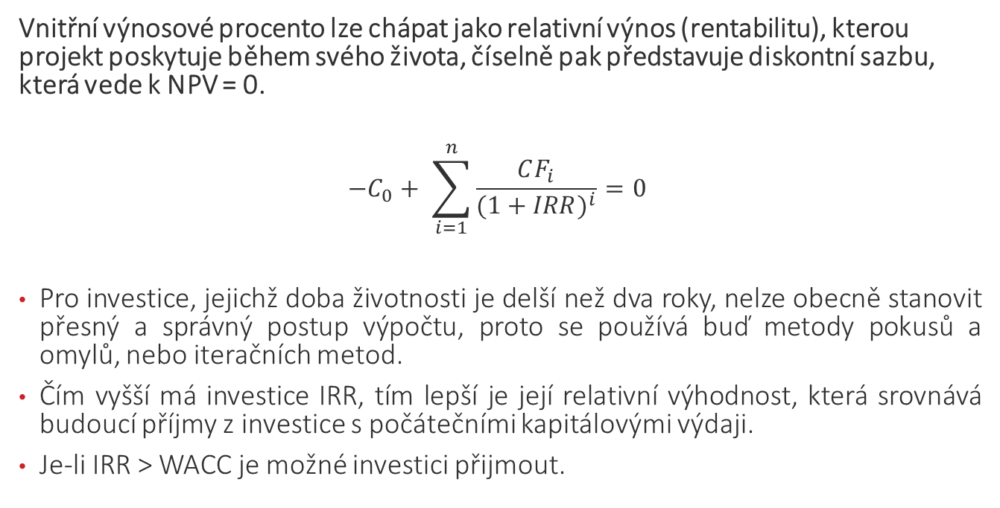 Vnitřní výnosové procento lze chápat jako relativní výnos (rentabilitu), kterou
projekt poskytuje během svého života, číselně pak představuje diskontní sazbu,
která vede k NPV = 0.
$$-C_0 + \sum_{i=1}^{n} \frac{CF_i}{(1 + IRR)^i} = 0$$
• Pro investice, jejichž doba životnosti je delší než dva roky, nelze obecně stanovit
přesný a správný postup výpočtu, proto se používá buď metody pokusů a
omylů, nebo iteračních metod.
• Čím vyšší má investice IRR, tím lepší je její relativní výhodnost, která srovnává
budoucí příjmy z investice s počátečními kapitálovými výdaji.
• Je-li IRR > WACC je možné investici přijmout.